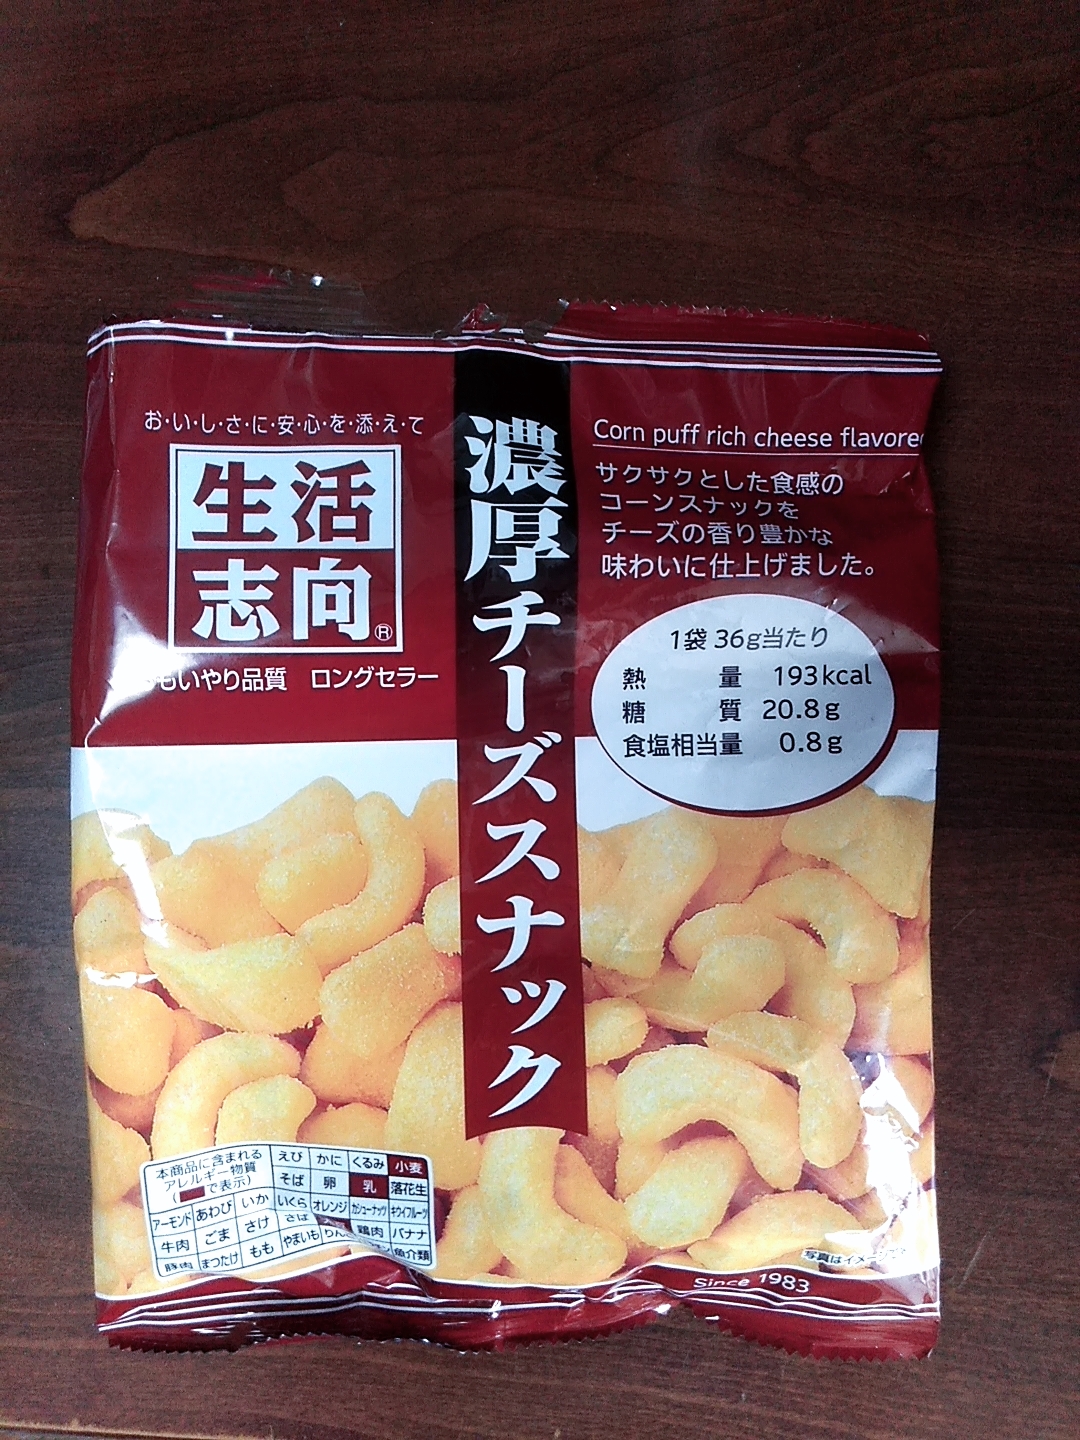 お・い・し・さ・に・安・心・を・添・え・て
生活
志向®
もいやり品質 ロングセラー
濃厚チーズスナック
Corn puff rich cheese flavored
サクサクとした食感の
コーンスナックを
チーズの香り豊かな
味わいに仕上げました。
1袋 36g当たり
熱量 193kcal
糖質 20.8g
食塩相当量 0.8g
本商品に含まれる
アレルギー物質
( で表示)
えび かに くるみ 小麦
そば 卵 乳 落花生
アーモンド あわび いか いくら オレンジ カシューナッツ キウイフルーツ
牛肉 ごま さけ さば 鶏肉 バナナ
豚肉 まつたけ もも やまいも りん 魚介類
写真はイメージです
Since 1983